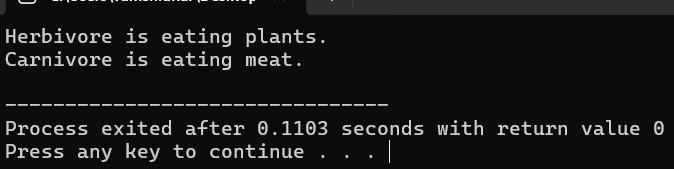 Herbivore is eating plants.
Carnivore is eating meat.
--------------------------------
Process exited after 0.1103 seconds with return value 0
Press any key to continue . . .